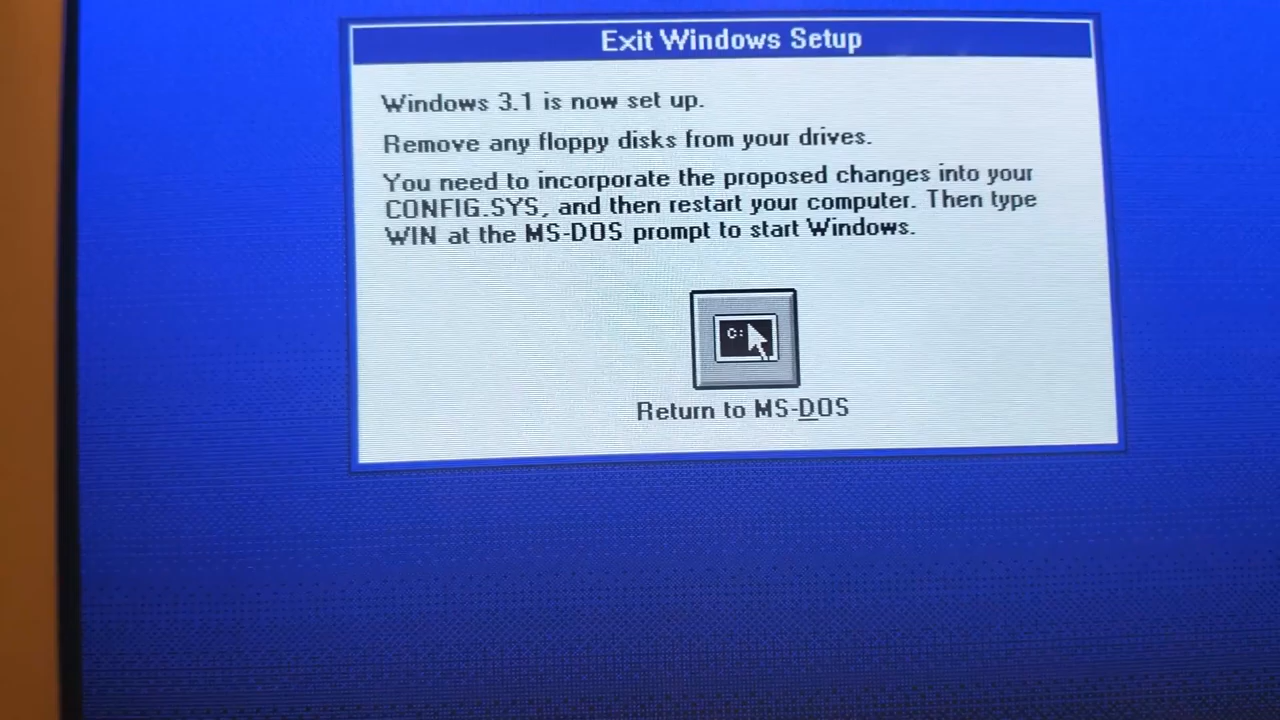 Exit Windows Setup
Windows 3.1 is now set up.
Remove any floppy disks from your drives.
You need to incorporate the proposed changes into your
CONFIG.SYS, and then restart your computer. Then type
WIN at the MS-DOS prompt to start Windows.
C:
Return to MS-DOS